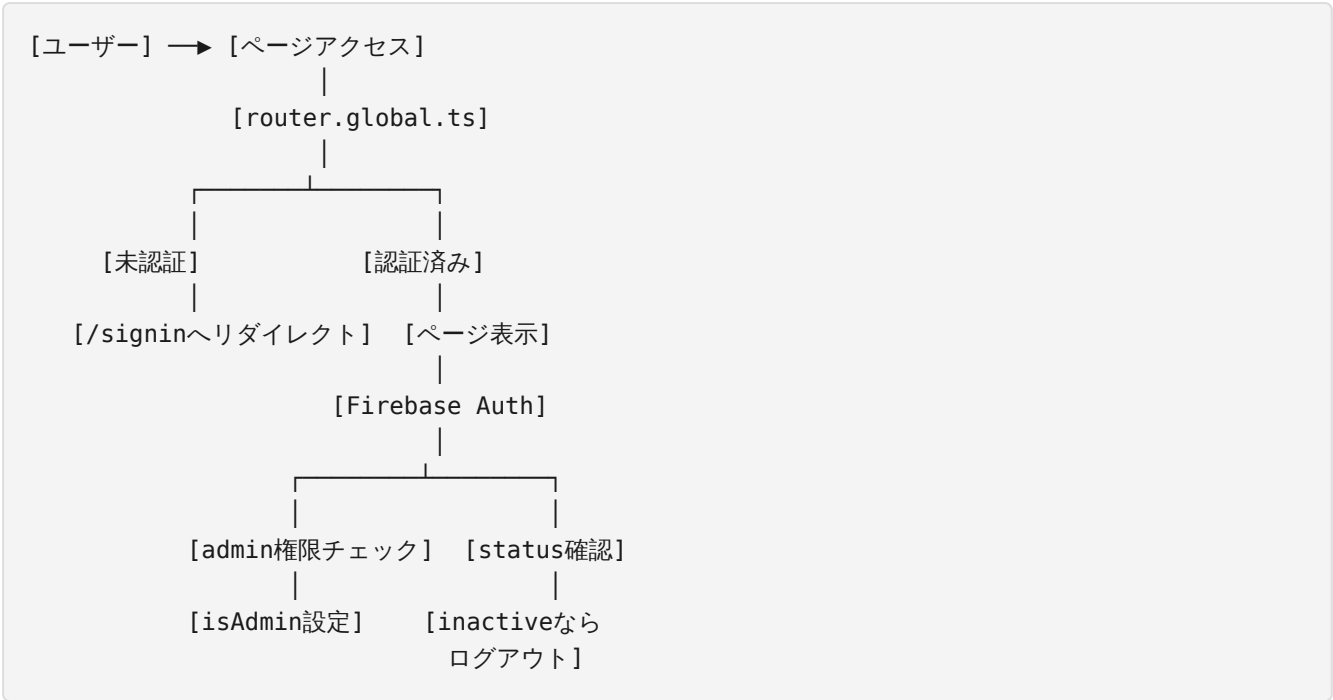 [ユーザー] ──▶ [ページアクセス]
[router.global.ts]
[未認証] [認証済み]
[/signinへリダイレクト] [ページ表示]
[Firebase Auth]
[admin権限チェック] [status確認]
[isAdmin設定] [inactiveなら
ログアウト]